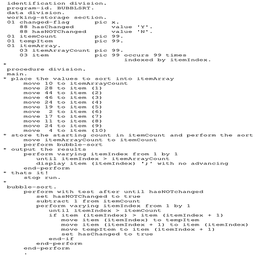 identification division.
program-id. BUBBLSRT.
data division.
working-storage section.
01 changed-flag pic x.
88 hasChanged value 'Y'.
88 hasNOTChanged value 'N'.
01 itemCount pic 99.
01 tempItem pic 99.
01 itemArray.
03 itemArrayCount pic 99.
03 item pic 99 occurs 99 times
indexed by itemIndex.
*
procedure division.
main.
* place the values to sort into itemArray
move 10 to itemArrayCount
move 28 to item (1)
move 44 to item (2)
move 46 to item (3)
move 24 to item (4)
move 19 to item (5)
move 2 to item (6)
move 17 to item (7)
move 11 to item (8)
move 24 to item (9)
move 4 to item (10)
* store the starting count in itemCount and perform the sort
move itemArrayCount to itemCount
perform bubble-sort
* output the results
perform varying itemIndex from 1 by 1
until itemIndex > itemArrayCount
display item (itemIndex) ';' with no advancing
end-perform
* thats it!
stop run.
*
bubble-sort.
perform with test after until hasNOTchanged
set hasNOTChanged to true
subtract 1 from itemCount
perform varying itemIndex from 1 by 1
until itemIndex > itemCount
if item (itemIndex) > item (itemIndex + 1)
move item (itemIndex) to tempItem
move item (itemIndex + 1) to item (itemIndex)
move tempItem to item (itemIndex + 1)
set hasChanged to true
end-if
end-perform
end-perform
.